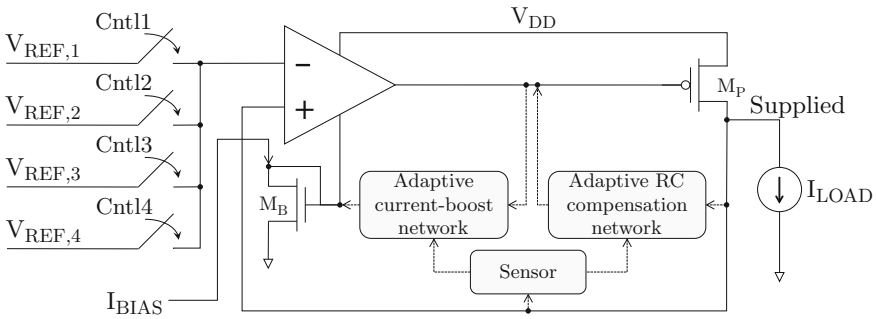 Cntl1
V_REF,1
V_DD
Cntl2
V_REF,2
−
+
M_P
Supplied
Cntl3
V_REF,3
Cntl4
V_REF,4
M_B
Adaptive
current-boost
network
Adaptive RC
compensation
network
I_LOAD
Sensor
I_BIAS